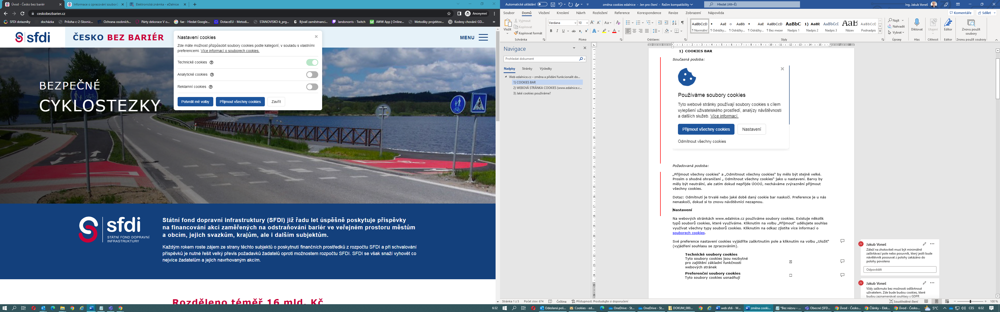 Úvod - Česko bez bariér
Informace o zpracování souborů
Elektronická známka - eDalnice
ceskobezbarier.cz
Anonymní
SFDI dotazníky
docházka
Priloha-c-2-Slovnic...
Ochrana osobních...
Párty dekorace V o...
fae - Hledat Google...
DotaceEU - Metodi...
STANOVISKO-k_prg...
Bývalí zaměstnanci...
landonorris - Twitch
AWW App | Online...
Metodiky projektov...
Kodexy chování: GD...
sfdi
ČESKO BEZ BARIÉR
MENU
Nastavení cookies
Zde máte možnost přizpůsobit soubory cookies podle kategorií, v souladu s vlastními
preferencemi. Více informací o souborech cookies.
Technické cookies
Analytické cookies
Reklamní cookies
Potvrdit mé volby
Přijmout všechny cookies
Zavřít
BEZPEČNÉ
CYKLOSTEZKY
sfdi
STÁTNÍ FOND DOPRAVNÍ
INFRASTRUKTURY
Státní fond dopravní infrastruktury (SFDI) již řadu let úspěšně poskytuje příspěvky
na financování akcí zaměřených na odstraňování bariér ve veřejném prostoru městům
a obcím, jejich svazkům, krajům, ale i dalším subjektům.
Každým rokem roste zájem ze strany těchto subjektů o poskytnutí finančních prostředků z rozpočtu SFDI a při schvalování
příspěvků je nutné řešit velký převis požadavků žadatelů oproti možnostem rozpočtu SFDI. SFDI se však snaží vyhovět co
nejvíce žadatelům a jejich navrhovaným akcím.
Rozděleno téměř 16 mld. Kč
6:32
Automatické ukládání
změna cookies edalnice - Jen pro čtení - Režim kompatibility
Hledat (Alt+Ě)
Ing. Jakub Voneš
Soubor
Domů
Vložení
Kreslení
Návrh
Rozložení
Reference
Korespondence
Revize
Zobrazení
Nápověda
Komentáře
Sdílet
Vložit
Vyjmout
Kopírovat
Kopírovat formát
Schránka
Verdana
10
Písmo
Odstavec
AaBbCcD
¶ Normální
¶ Odrážky...
¶ Odrážky...
¶ Odrážky...
¶ Bez mezer
Nadpis 1
Nadpis 2
Nadpis 3
Název
Podnadpis
Styly
Najít
Nahradit
Vybrat
Úpravy
Diktovat
Hlas
Utajení
Citlivost
Editor
Editor
Znovu použít
soubory
Znovu použít soubory
Navigace
Prohledat dokument
Nadpisy
Stránky
Výsledky
Web edalnice.cz – změna a přidání funkcionalit do...
1) COOKIES BAR
2) WEBOVÁ STRÁNKA COOKIES (www.edalnice.c...
3) Jaké cookies používáme?
1) COOKIES BAR
Současná podoba:
Používáme soubory cookies
Tyto webové stránky používají soubory cookies s cílem
vylepšení uživatelského prostředí, analýzy návštěvnosti
a dalších služeb. Více informací.
Přijmout všechny cookies
Nastavení
Odmítnout všechny cookies
Požadovaná podoba:
„Přijmout všechny cookies“ a „Odmítnout všechny cookies“ by mělo být stejně velké.
Prosím o shodné ohraničení „ Odmítnout všechny cookies“ jako u nastavení. Barvy by
měly být neutrální, ale zatím dokud nepřijde ÚOOÚ, necháváme zvýraznění přijmout
všechny cookies.
Dotaz: Odmítnutí je trvalé nebo jaké době daný cookie bar naskočí. Preference je u nás
nenaskočí, dokud si to znovu návštěvníci nezapnou.
Nastavení
Na webových stránkách www.edalnice.cz používáme soubory cookies. Existuje několik
typů souborů cookies, které využíváme. Kliknutím na volbu „Přijmout“ udělujete souhlas
využívat všechny typy souborů cookies. Kliknutím na odkaz zjistíte více informací o
souborech cookies.
Své preference nastavení cookies vyjádříte zaškrtnutím pole a kliknutím na volbu „Uložit“
(vyjádření souhlasu se zpracováním).
Technické soubory cookies
Tyto soubory cookies jsou nezbytné
pro zajištění základní funkčnosti
webových stránek
Preferenční soubory cookies
Tyto soubory cookies usnadňují
Jakub Voneš
Záleží na zhotoviteli musí být minimálně
zaškrtávací pole nebo posuvník, který jestli bude
návětěvník posouvat z polohy zakázáno do
polohy povoleno
Odpovědět
Jakub Voneš
Vždy zaškrnuto bez možnosti odškrtnout
uživatelem. Zde bude budou cookies, které
budou zaznamenávat souhlasy s GDPR
Stránka 1 z 5
Počet slov: 674
Čeština
Přístupnost: Prostudujte si doporučení
Soustředěné čtení
100 %
Odeslaná poš...
Cookies - ed...
OneDrive - St...
OneDrive - St...
DOKUM_000...
web sfdi - W...
změna cooki...
*Bez názvu – ...
Obecné (SFD...
Úvod - Česko...
Články – Elek...
Úvod - Česko...
5°C
CES
6:32